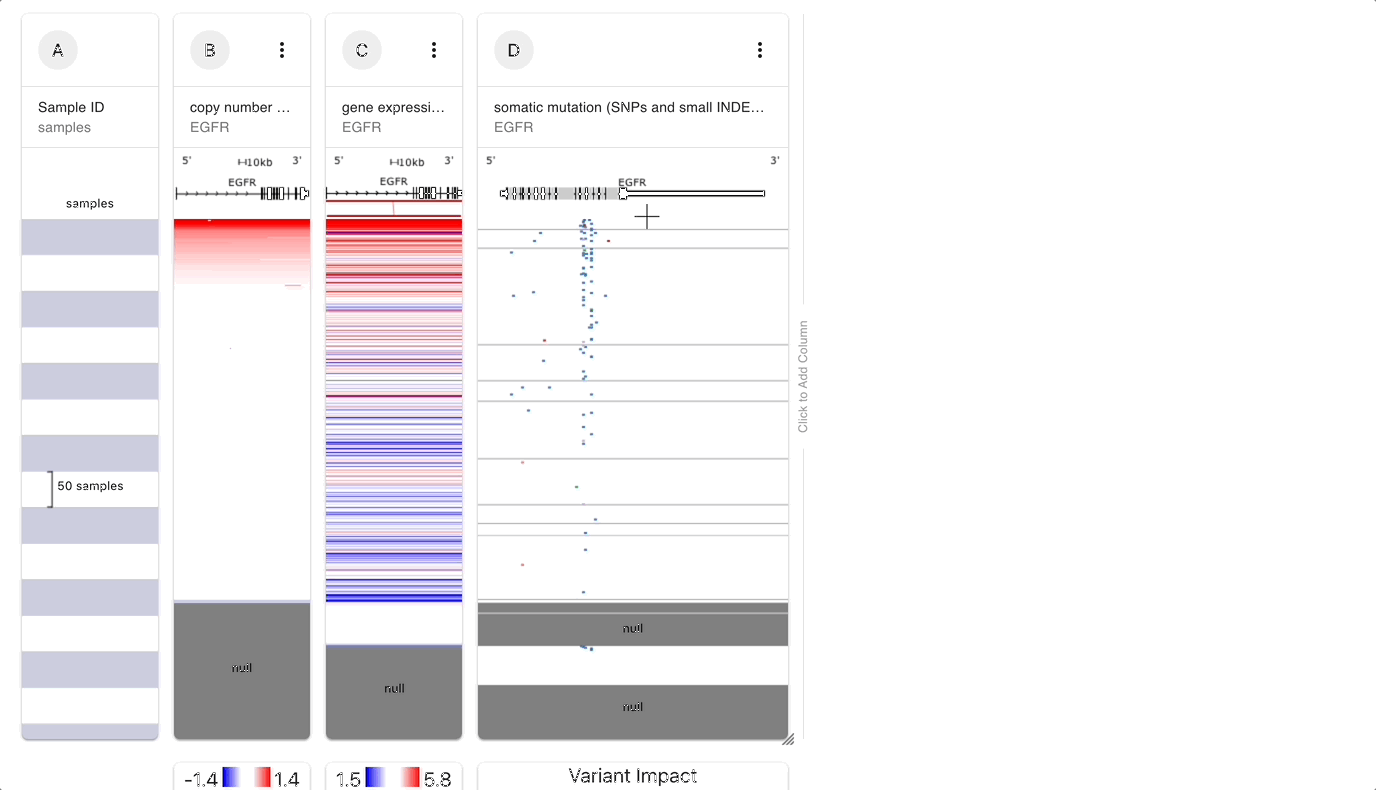 A
Sample ID
samples
samples
50 samples
B
copy number ...
EGFR
5' 10kb 3'
EGFR
null
-1.4 1.4
C
gene expressi...
EGFR
5' 10kb 3'
EGFR
null
1.5 5.8
D
somatic mutation (SNPs and small INDE...
EGFR
5' 3'
EGFR
null
null
Variant Impact
Click to Add Column